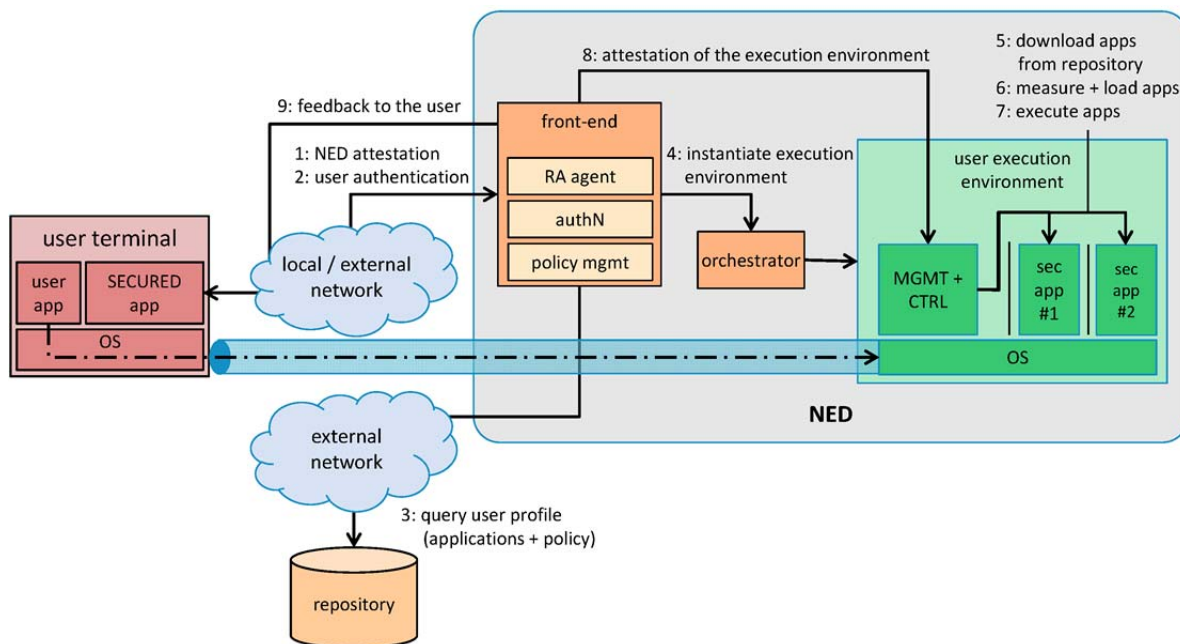 8: attestation of the execution environment
5: download apps
from repository
6: measure + load apps
7: execute apps
9: feedback to the user
front-end
1: NED attestation
2: user authentication
RA agent
authN
policy mgmt
4: instantiate execution
environment
orchestrator
user execution
environment
MGMT +
CTRL
sec
app
#1
sec
app
#2
OS
user terminal
user
app
SECURED
app
OS
local / external
network
NED
external
network
3: query user profile
(applications + policy)
repository